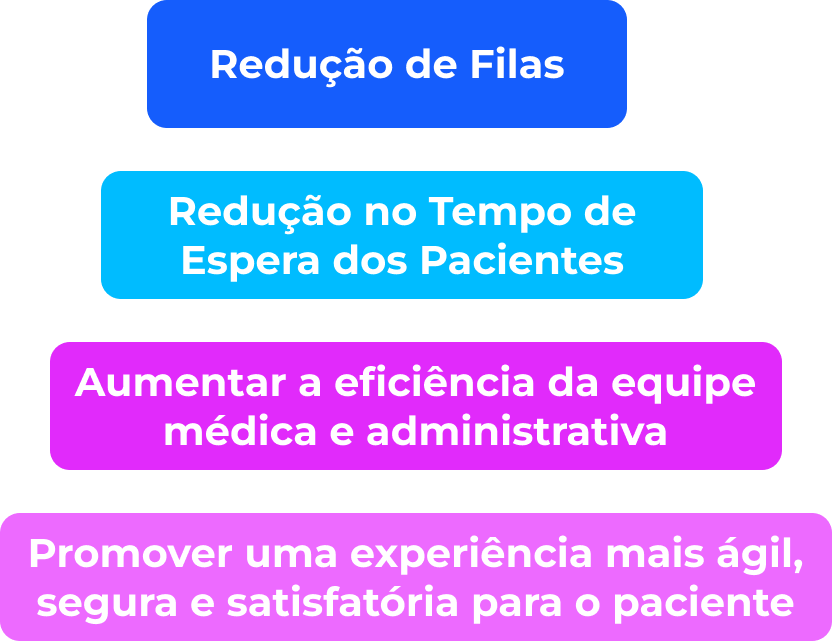 Redução de Filas
Redução no Tempo de
Espera dos Pacientes
Aumentar a eficiência da equipe
médica e administrativa
Promover uma experiência mais ágil,
segura e satisfatória para o paciente